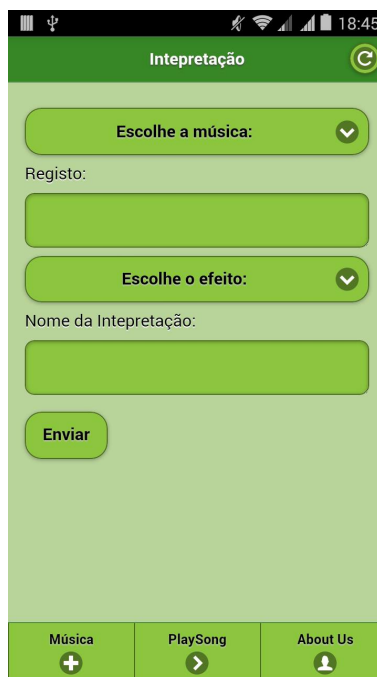 18:45
Intepretação
Escolhe a música:
Registo:
Escolhe o efeito:
Nome da Intepretação:
Enviar
Música
PlaySong
About Us